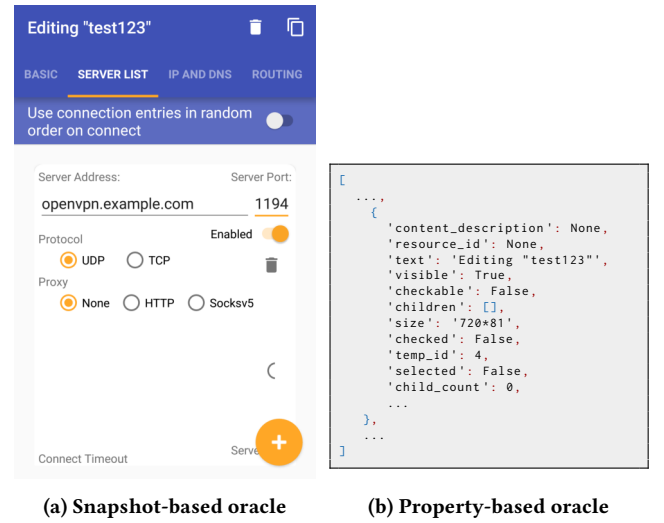 Editing "test123"
BASIC SERVER LIST IP AND DNS ROUTING
Use connection entries in random
order on connect
Server Address: Server Port:
openvpn.example.com 1194
Protocol Enabled
UDP TCP
Proxy
None HTTP Socksv5
Connect Timeout Serve
(a) Snapshot-based oracle
[
...,
{
'content_description': None,
'resource_id': None,
'text': 'Editing "test123"',
'visible': True,
'checkable': False,
'children': [],
'size': '720*81',
'checked': False,
'temp_id': 4,
'selected': False,
'child_count': 0,
...
},
...
]
(b) Property-based oracle